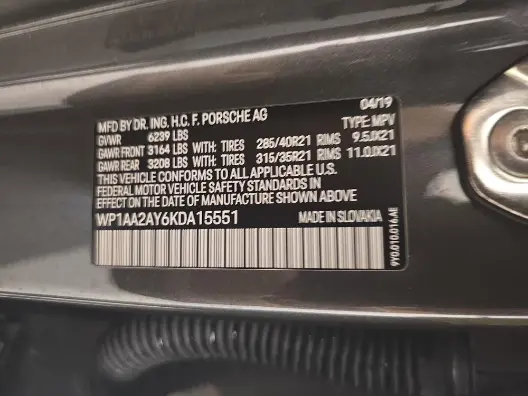 MFD BY DR. ING. H.C. F. PORSCHE AG 04/19
GVWR 6239 LBS TYPE: MPV
GAWR FRONT 3164 LBS WITH: TIRES 285/40R21 RIMS 9.5JX21
GAWR REAR 3208 LBS WITH: TIRES 315/35R21 RIMS 11.0JX21
THIS VEHICLE CONFORMS TO ALL APPLICABLE U.S.
FEDERAL MOTOR VEHICLE SAFETY STANDARDS IN
EFFECT ON THE DATE OF MANUFACTURE SHOWN ABOVE
WP1AA2AY6KDA15551 MADE IN SLOVAKIA
9Y0.010.016.AE